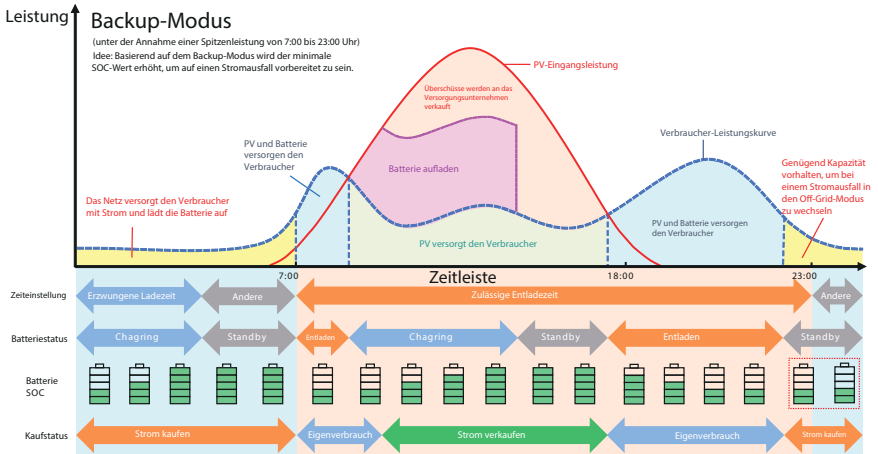 Leistung
Backup-Modus
(unter der Annahme einer Spitzenleistung von 7:00 bis 23:00 Uhr)
Idee: Basierend auf dem Backup-Modus wird der minimale
SOC-Wert erhöht, um auf einen Stromausfall vorbereitet zu sein.
PV-Eingangsleistung
Überschüsse werden an das
Versorgungsunternehmen
verkauft
PV und Batterie
versorgen den
Verbraucher
Verbraucher-Leistungskurve
Batterie aufladen
Genügend Kapazität
vorhalten, um bei
einem Stromausfall in
den Off-Grid-Modus
zu wechseln
Das Netz versorgt den Verbraucher
mit Strom und lädt die Batterie auf
PV versorgt den Verbraucher
PV und Batterie versorgen
den Verbraucher
7:00
Zeitleiste
18:00
23:00
Zeiteinstellung
Erzwungene Ladezeit
Andere
Zulässige Entladezeit
Andere
Batteriestatus
Chagring
Standby
Entladen
Chagring
Standby
Entladen
Standby
Batterie
SOC
Kaufstatus
Strom kaufen
Eigenverbrauch
Strom verkaufen
Eigenverbrauch
Strom kaufen